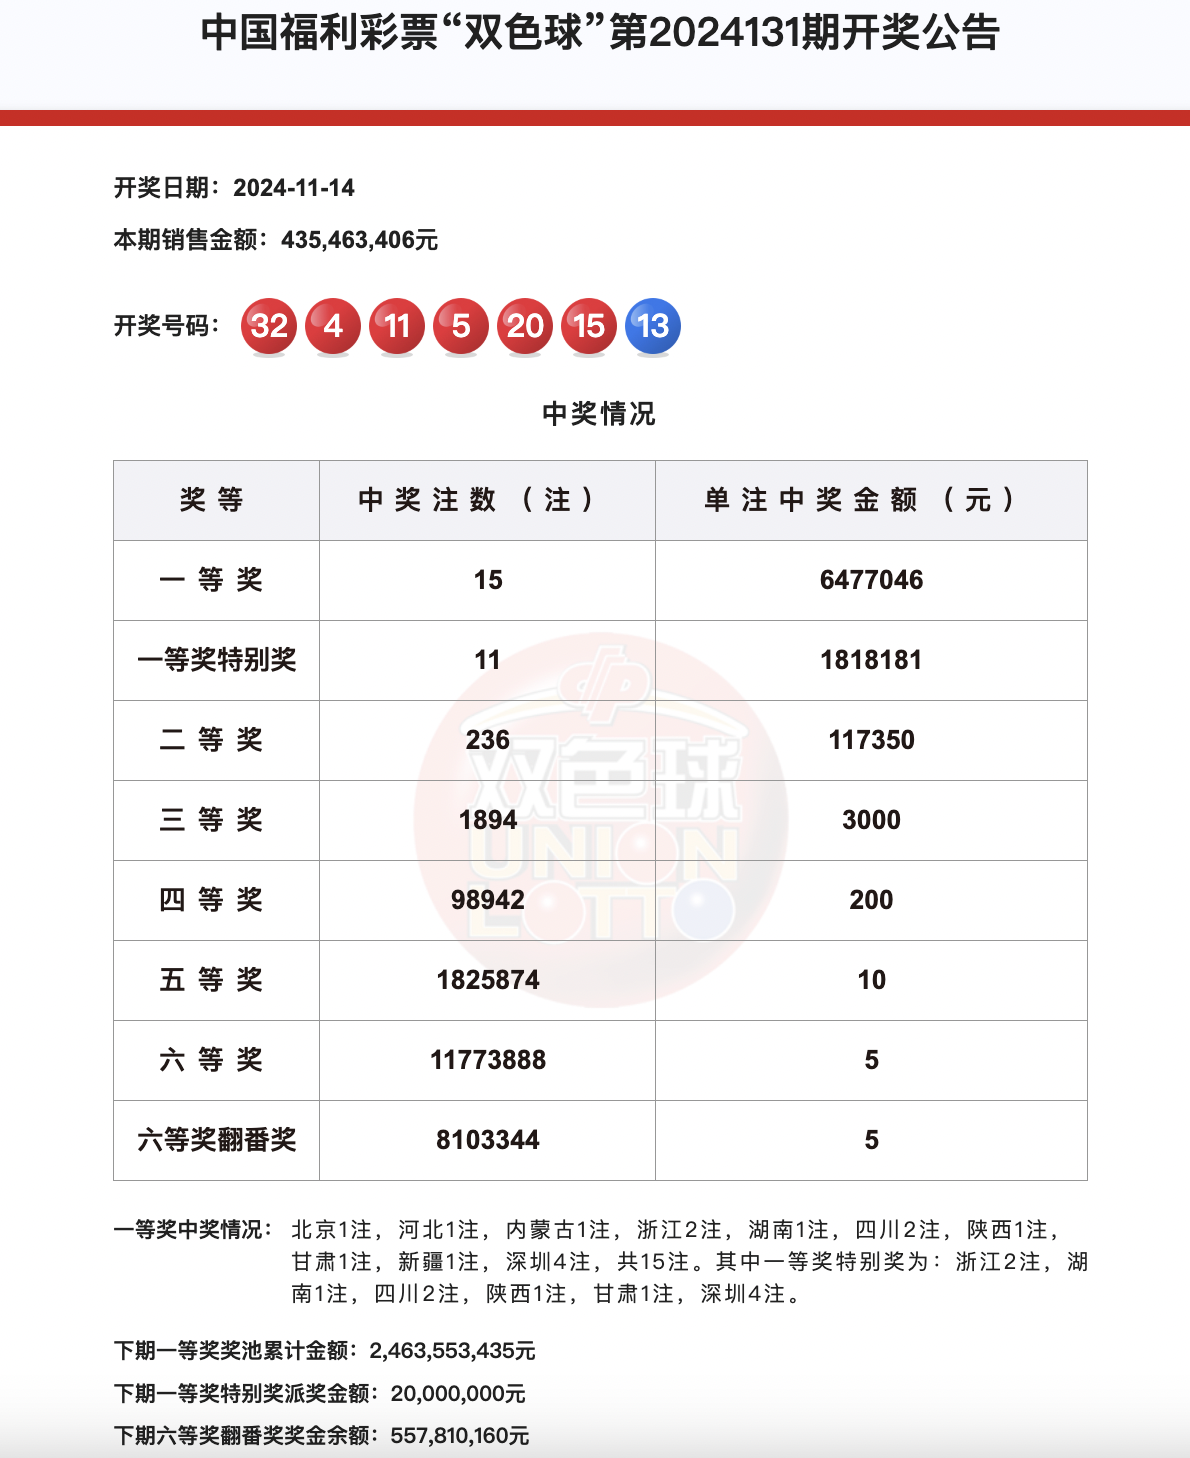 中国福利彩票“双色球”第2024131期开奖公告
开奖日期：2024-11-14
本期销售金额：435,463,406元
开奖号码： 32 4 11 5 20 15 13
中奖情况
奖等 中奖注数（注） 单注中奖金额（元）
一等奖 15 6477046
一等奖特别奖 11 1818181
二等奖 236 117350
三等奖 1894 3000
四等奖 98942 200
五等奖 1825874 10
六等奖 11773888 5
六等奖翻番奖 8103344 5
双色球
UNION
LOTTO
一等奖中奖情况： 北京1注，河北1注，内蒙古1注，浙江2注，湖南1注，四川2注，陕西1注，
甘肃1注，新疆1注，深圳4注，共15注。其中一等奖特别奖为：浙江2注，湖
南1注，四川2注，陕西1注，甘肃1注，深圳4注。
下期一等奖奖池累计金额：2,463,553,435元
下期一等奖特别奖派奖金额：20,000,000元
下期六等奖翻番奖奖金余额：557,810,160元